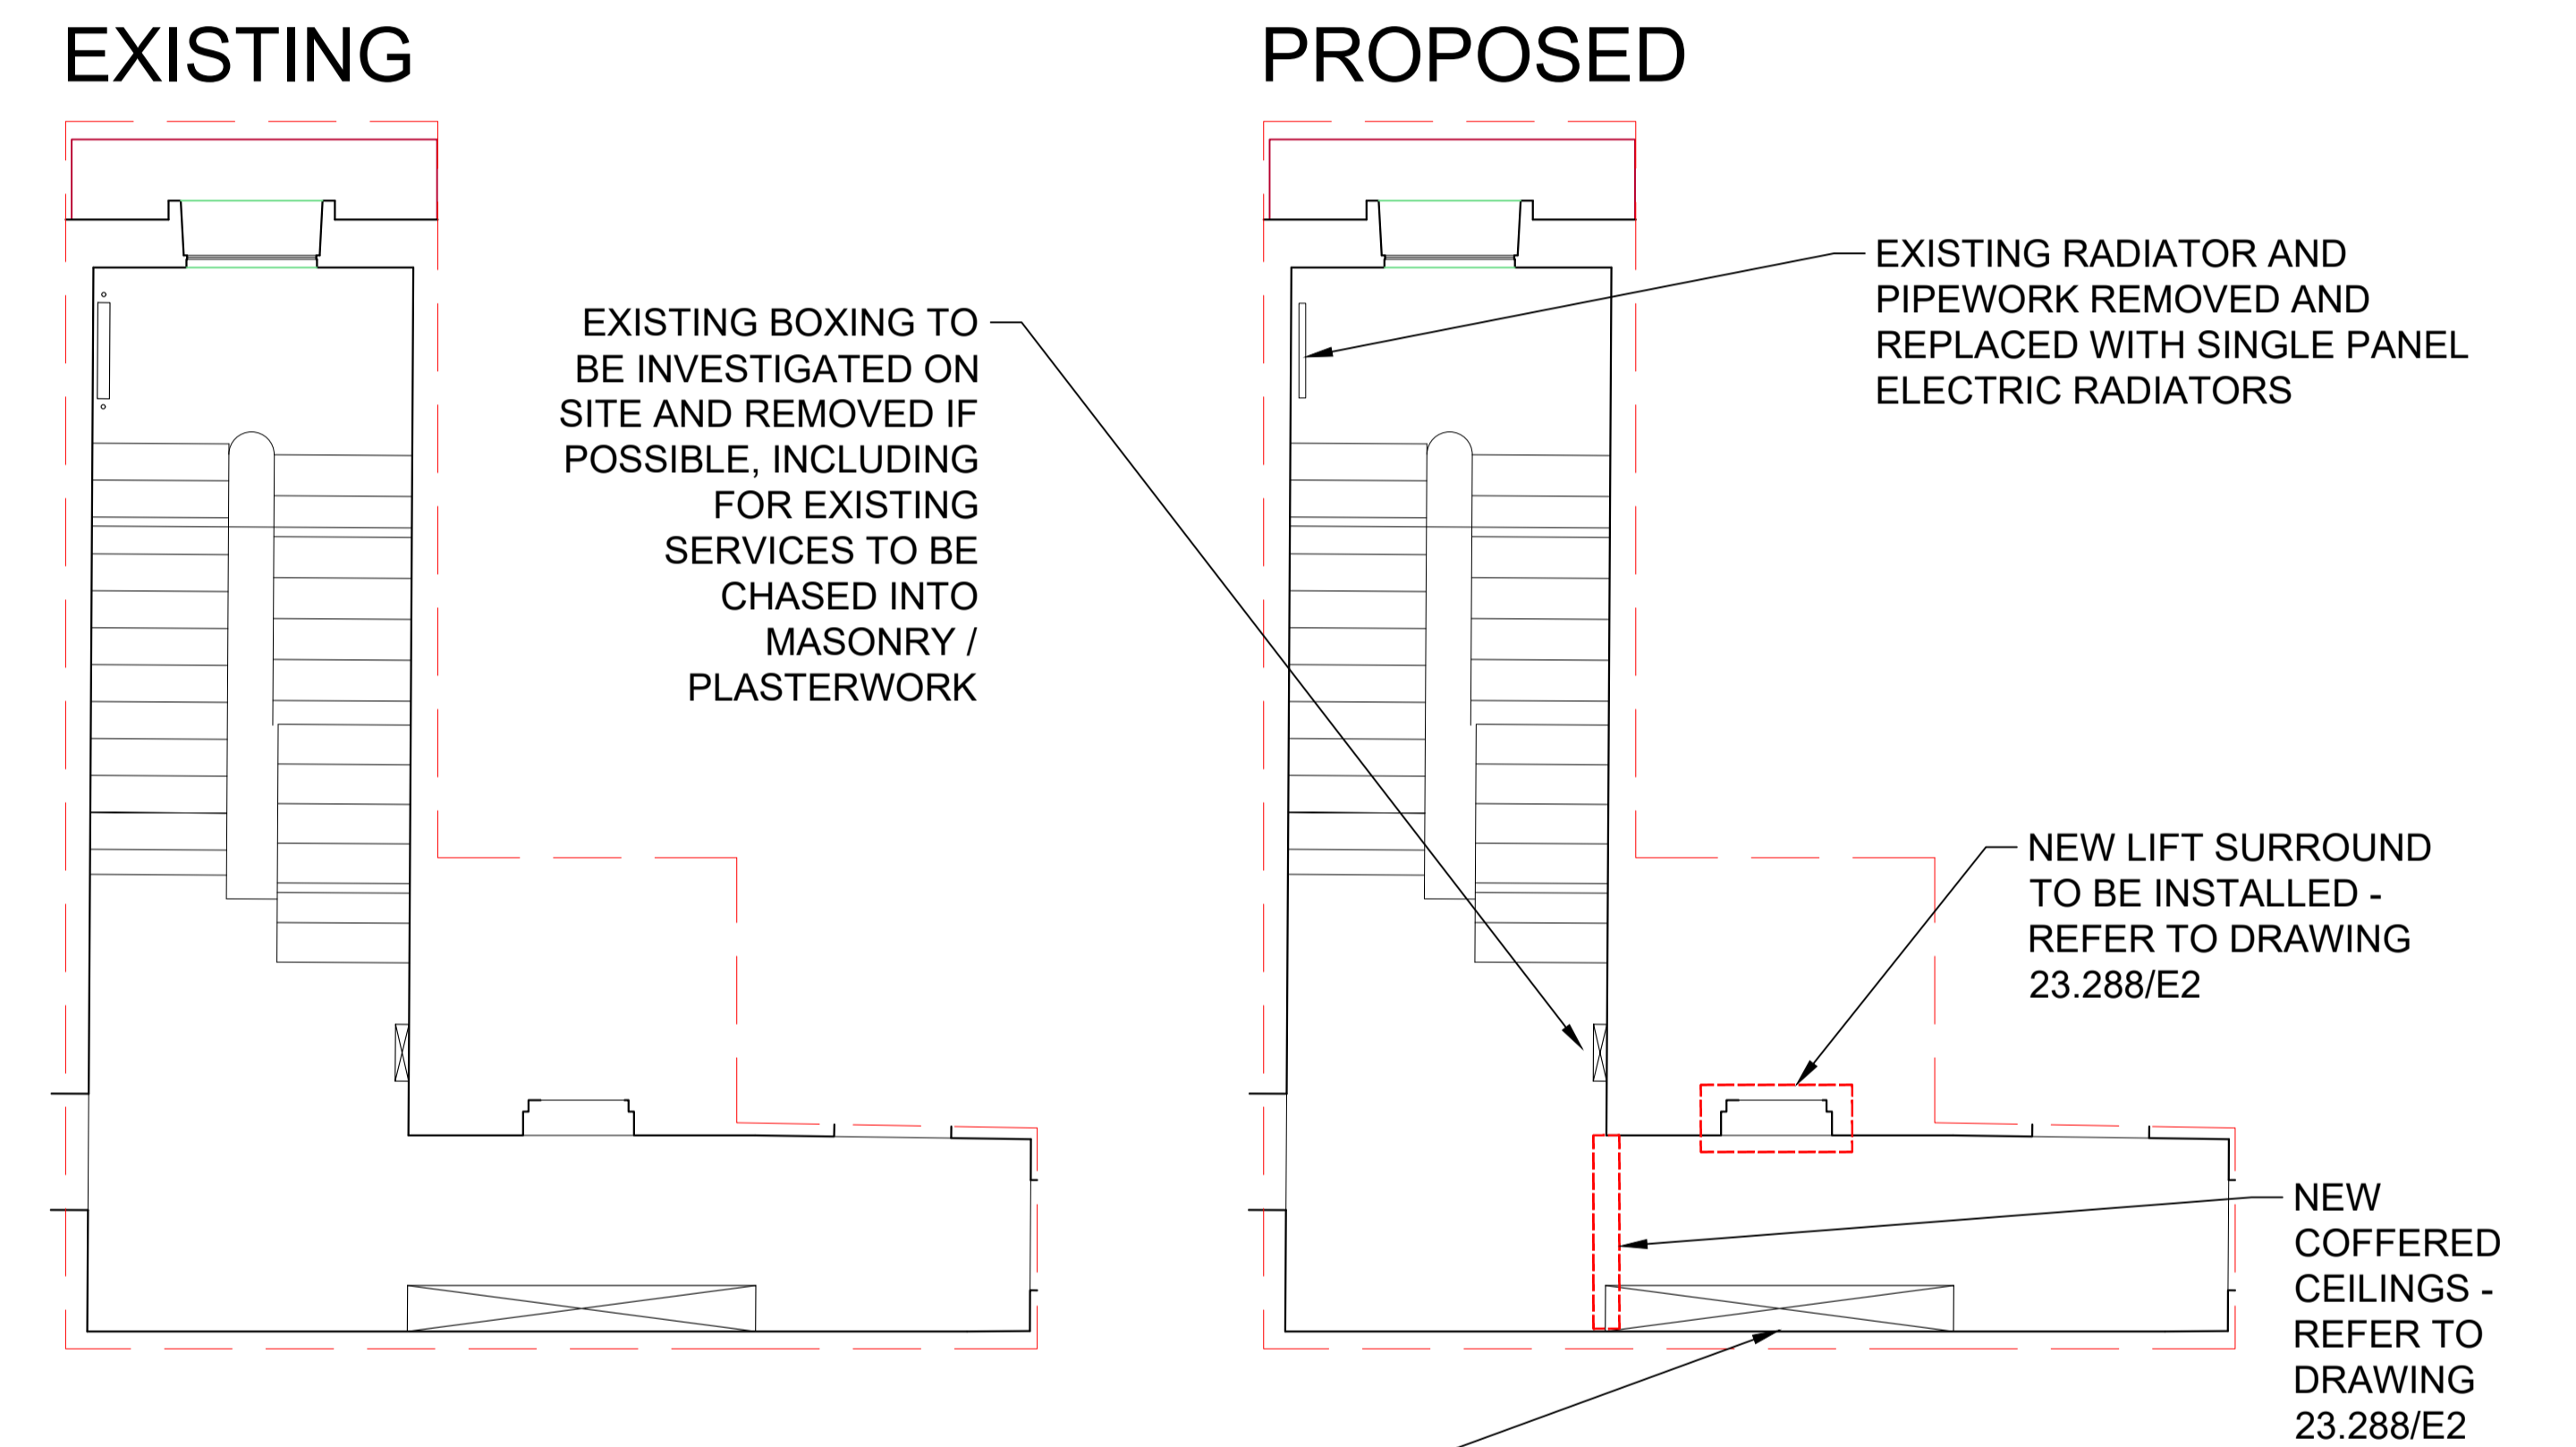 EXISTING
PROPOSED
EXISTING BOXING TO
BE INVESTIGATED ON
SITE AND REMOVED IF
POSSIBLE, INCLUDING
FOR EXISTING
SERVICES TO BE
CHASED INTO
MASONRY /
PLASTERWORK
EXISTING RADIATOR AND
PIPEWORK REMOVED AND
REPLACED WITH SINGLE PANEL
ELECTRIC RADIATORS
NEW LIFT SURROUND
TO BE INSTALLED -
REFER TO DRAWING
23.288/E2
NEW
COFFERED
CEILINGS -
REFER TO
DRAWING
23.288/E2